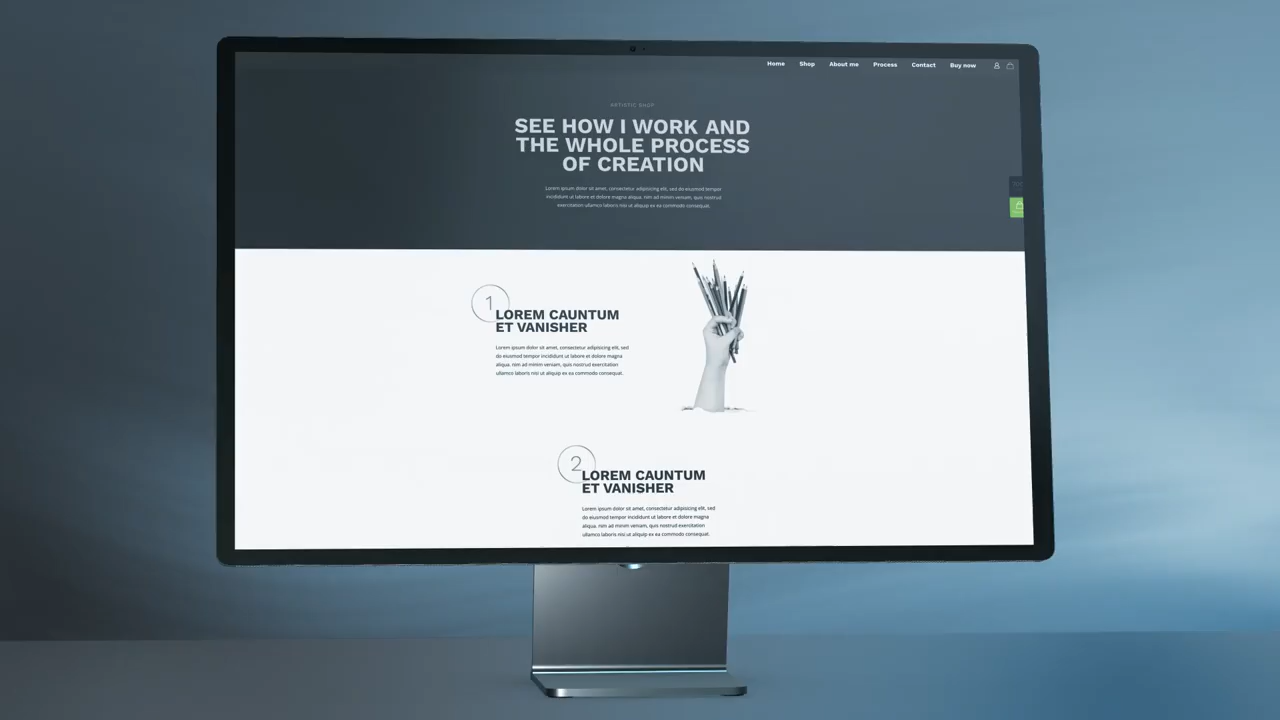 Home Shop About me Process Contact Buy now
ARTISTIC SHOP
SEE HOW I WORK AND
THE WHOLE PROCESS
OF CREATION
Lorem ipsum dolor sit amet, consectetur adipisicing elit, sed do eiusmod tempor
incididunt ut labore et dolore magna aliqua. nim ad minim veniam, quis nostrud
exercitation ullamco laboris nisi ut aliquip ex ea commodo consequat.
1
LOREM CAUNTUM
ET VANISHER
Lorem ipsum dolor sit amet, consectetur adipisicing elit, sed
do eiusmod tempor incididunt ut labore et dolore magna
aliqua. nim ad minim veniam, quis nostrud exercitation
ullamco laboris nisi ut aliquip ex ea commodo consequat.
2
LOREM CAUNTUM
ET VANISHER
Lorem ipsum dolor sit amet, consectetur adipisicing elit, sed
do eiusmod tempor incididunt ut labore et dolore magna
aliqua. nim ad minim veniam, quis nostrud exercitation
ullamco laboris nisi ut aliquip ex ea commodo consequat.